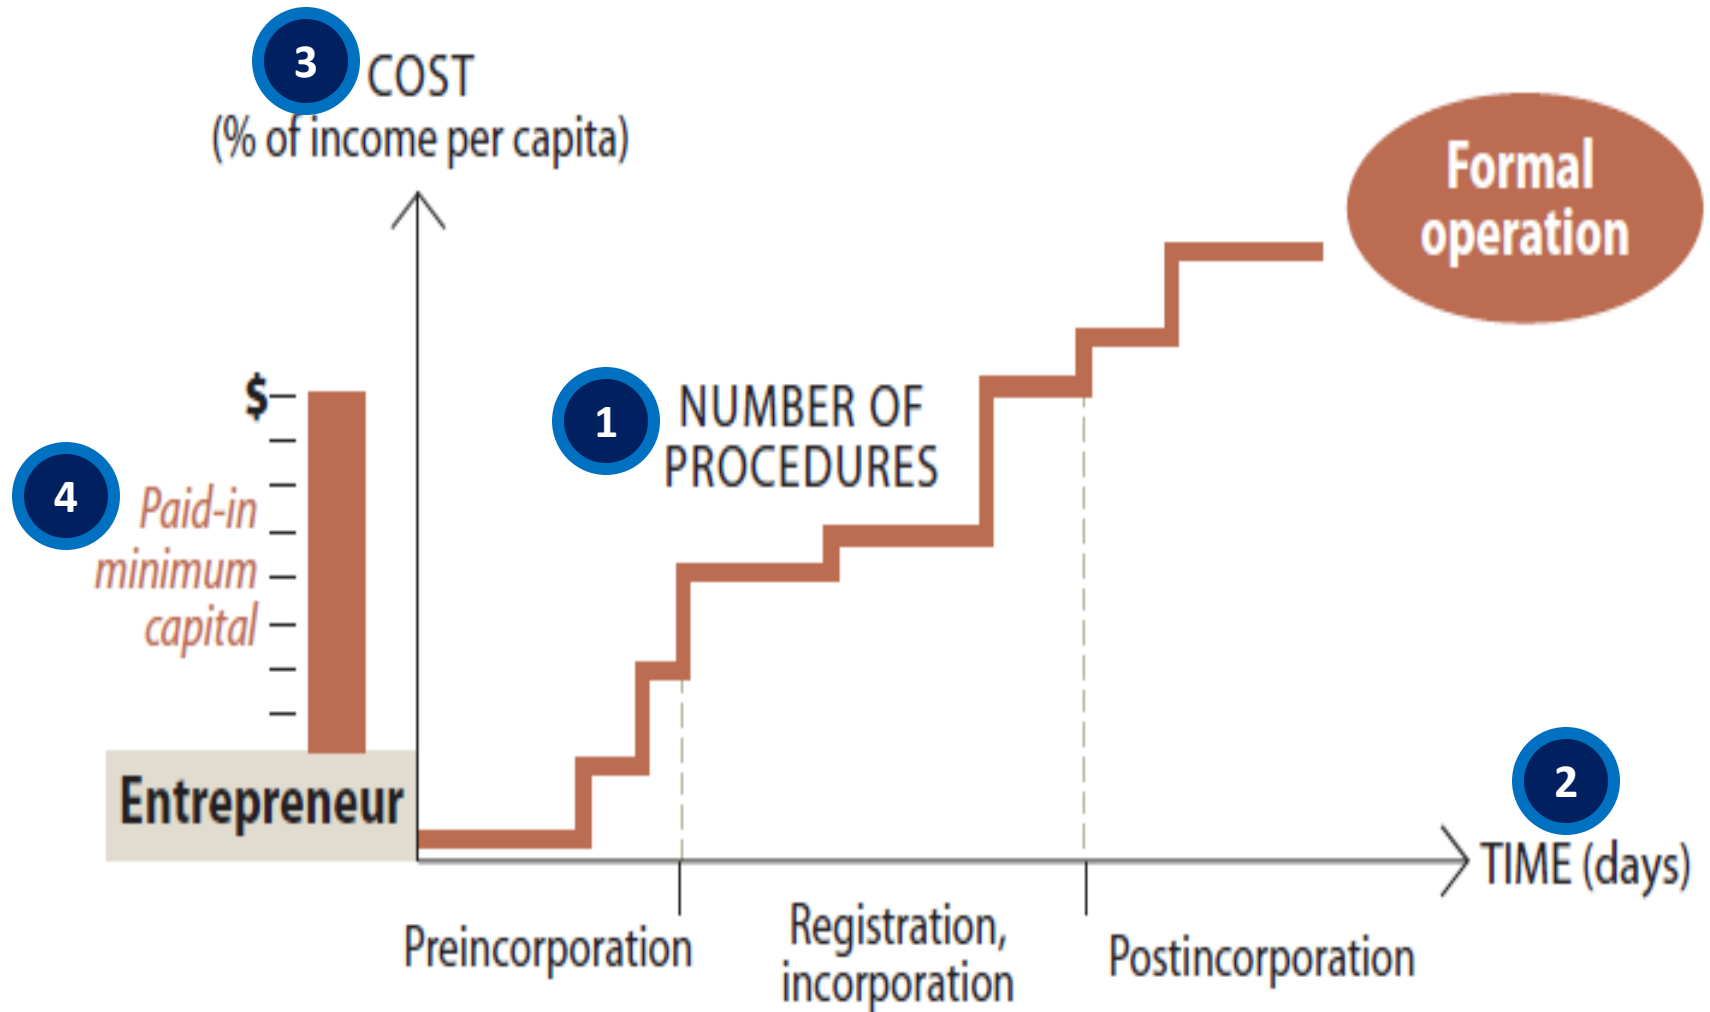 3
COST
(% of income per capita)
Formal
operation
$
1
NUMBER OF
PROCEDURES
4
Paid-in
minimum
capital
2
Entrepreneur
TIME (days)
Preincorporation
Registration,
incorporation
Postincorporation